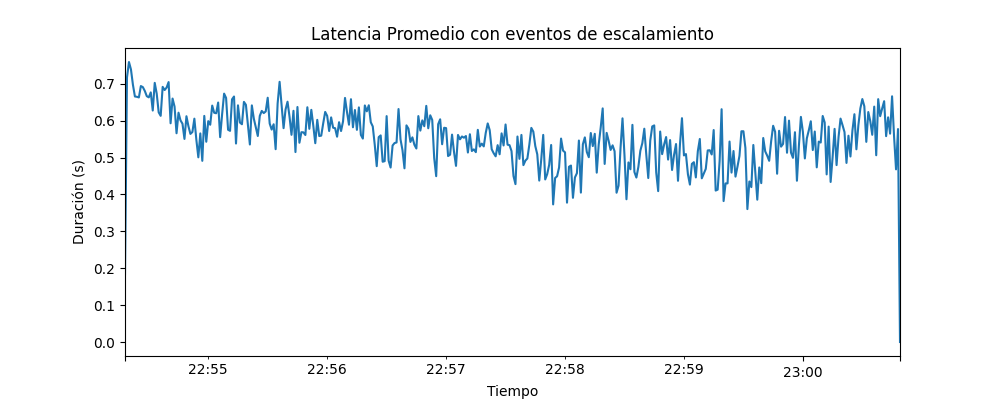 Latencia Promedio con eventos de escalamiento
Duración (s)
0.7
0.6
0.5
0.4
0.3
0.2
0.1
0.0
22:55 22:56 22:57 22:58 22:59 23:00
Tiempo